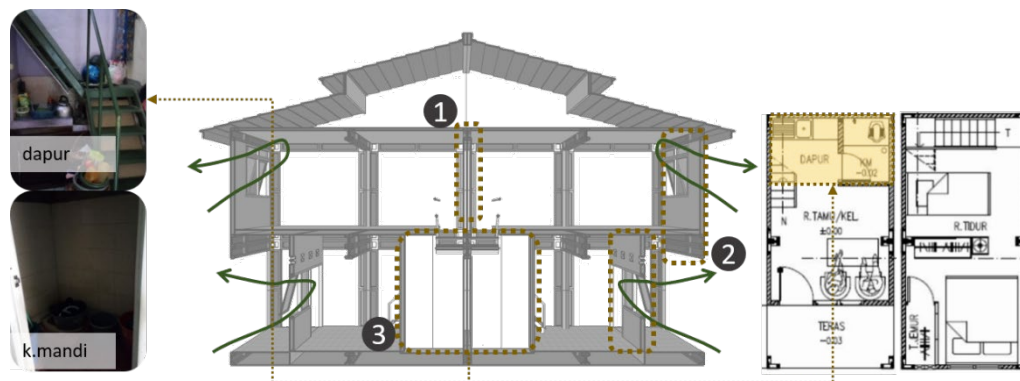 dapur
k.mandi
1
2
3
DAPUR
KM
-0.02
N
R.TAMU/KEL.
±0.00
TERAS
-0.03
T
R.TIDUR
T.JEMUR